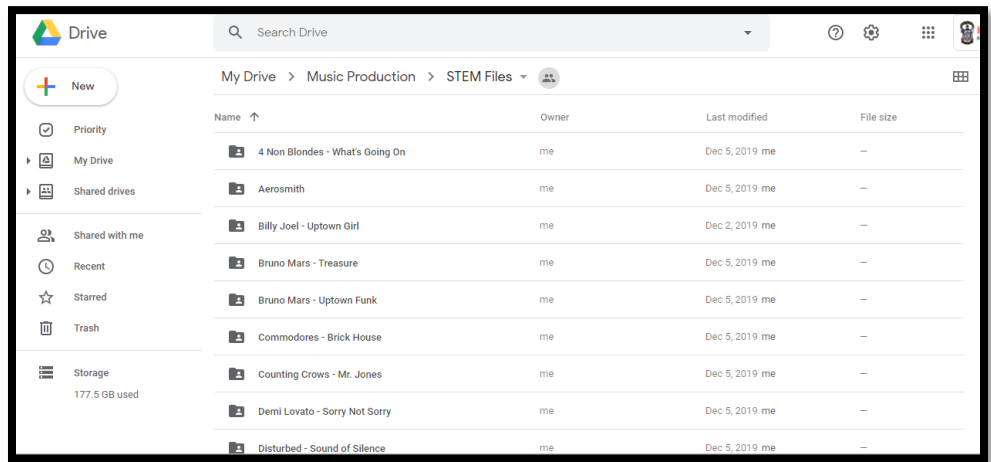 Drive
Search Drive
New
Priority
My Drive
Shared drives
Shared with me
Recent
Starred
Trash
Storage
177.5 GB used
My Drive > Music Production > STEM Files
Name ↑ Owner Last modified File size
4 Non Blondes - What's Going On me Dec 5, 2019 me –
Aerosmith me Dec 5, 2019 me –
Billy Joel - Uptown Girl me Dec 2, 2019 me –
Bruno Mars - Treasure me Dec 5, 2019 me –
Bruno Mars - Uptown Funk me Dec 5, 2019 me –
Commodores - Brick House me Dec 5, 2019 me –
Counting Crows - Mr. Jones me Dec 5, 2019 me –
Demi Lovato - Sorry Not Sorry me Dec 5, 2019 me –
Disturbed - Sound of Silence me Dec 5, 2019 me –